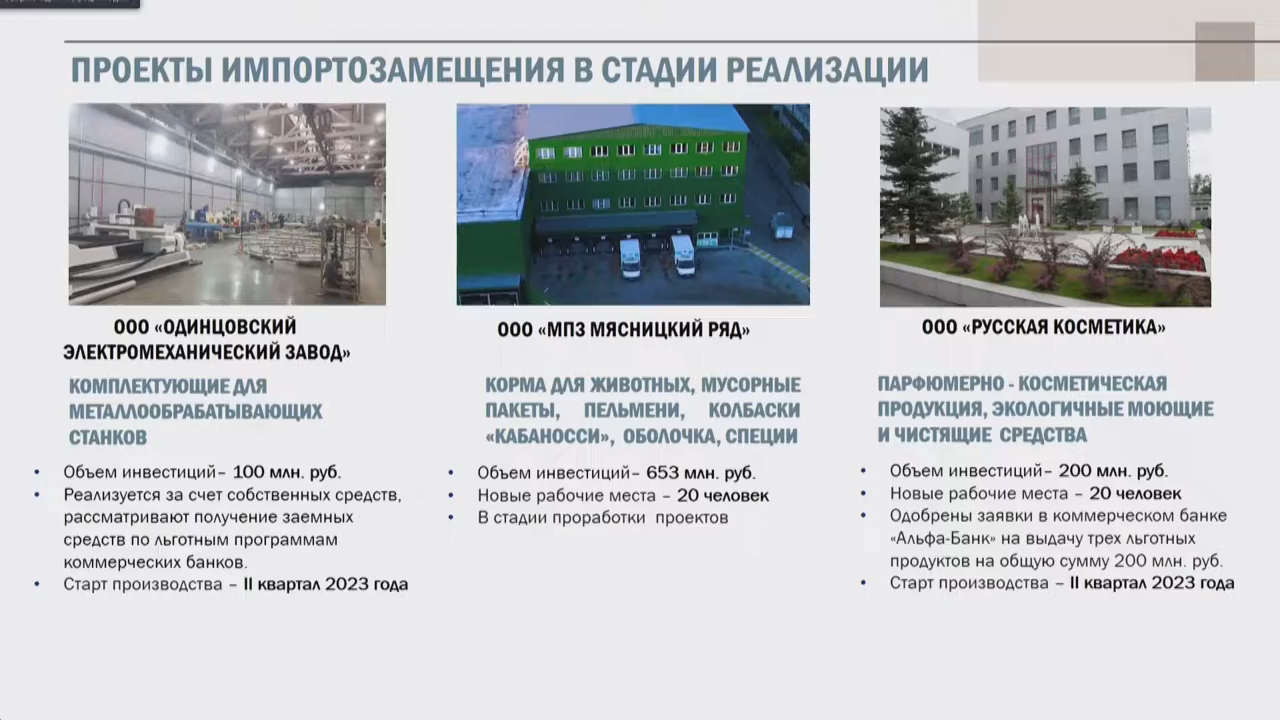 ПРОЕКТЫ ИМПОРТОЗАМЕЩЕНИЯ В СТАДИИ РЕАЛИЗАЦИИ
ООО «ОДИНЦОВСКИЙ
ЭЛЕКТРОМЕХАНИЧЕСКИЙ ЗАВОД»
КОМПЛЕКТУЮЩИЕ ДЛЯ
МЕТАЛЛООБРАБАТЫВАЮЩИХ
СТАНКОВ
• Объем инвестиций– 100 млн. руб.
• Реализуется за счет собственных средств,
рассматривают получение заемных
средств по льготным программам
коммерческих банков.
• Старт производства – II квартал 2023 года
ООО «МПЗ МЯСНИЦКИЙ РЯД»
КОРМА ДЛЯ ЖИВОТНЫХ, МУСОРНЫЕ
ПАКЕТЫ, ПЕЛЬМЕНИ, КОЛБАСКИ
«КАБАНОССИ», ОБОЛОЧКА, СПЕЦИИ
• Объем инвестиций– 653 млн. руб.
• Новые рабочие места – 20 человек
• В стадии проработки проектов
ООО «РУССКАЯ КОСМЕТИКА»
ПАРФЮМЕРНО - КОСМЕТИЧЕСКАЯ
ПРОДУКЦИЯ, ЭКОЛОГИЧНЫЕ МОЮЩИЕ
И ЧИСТЯЩИЕ СРЕДСТВА
• Объем инвестиций– 200 млн. руб.
• Новые рабочие места – 20 человек
• Одобрены заявки в коммерческом банке
«Альфа-Банк» на выдачу трех льготных
продуктов на общую сумму 200 млн. руб.
• Старт производства – II квартал 2023 года